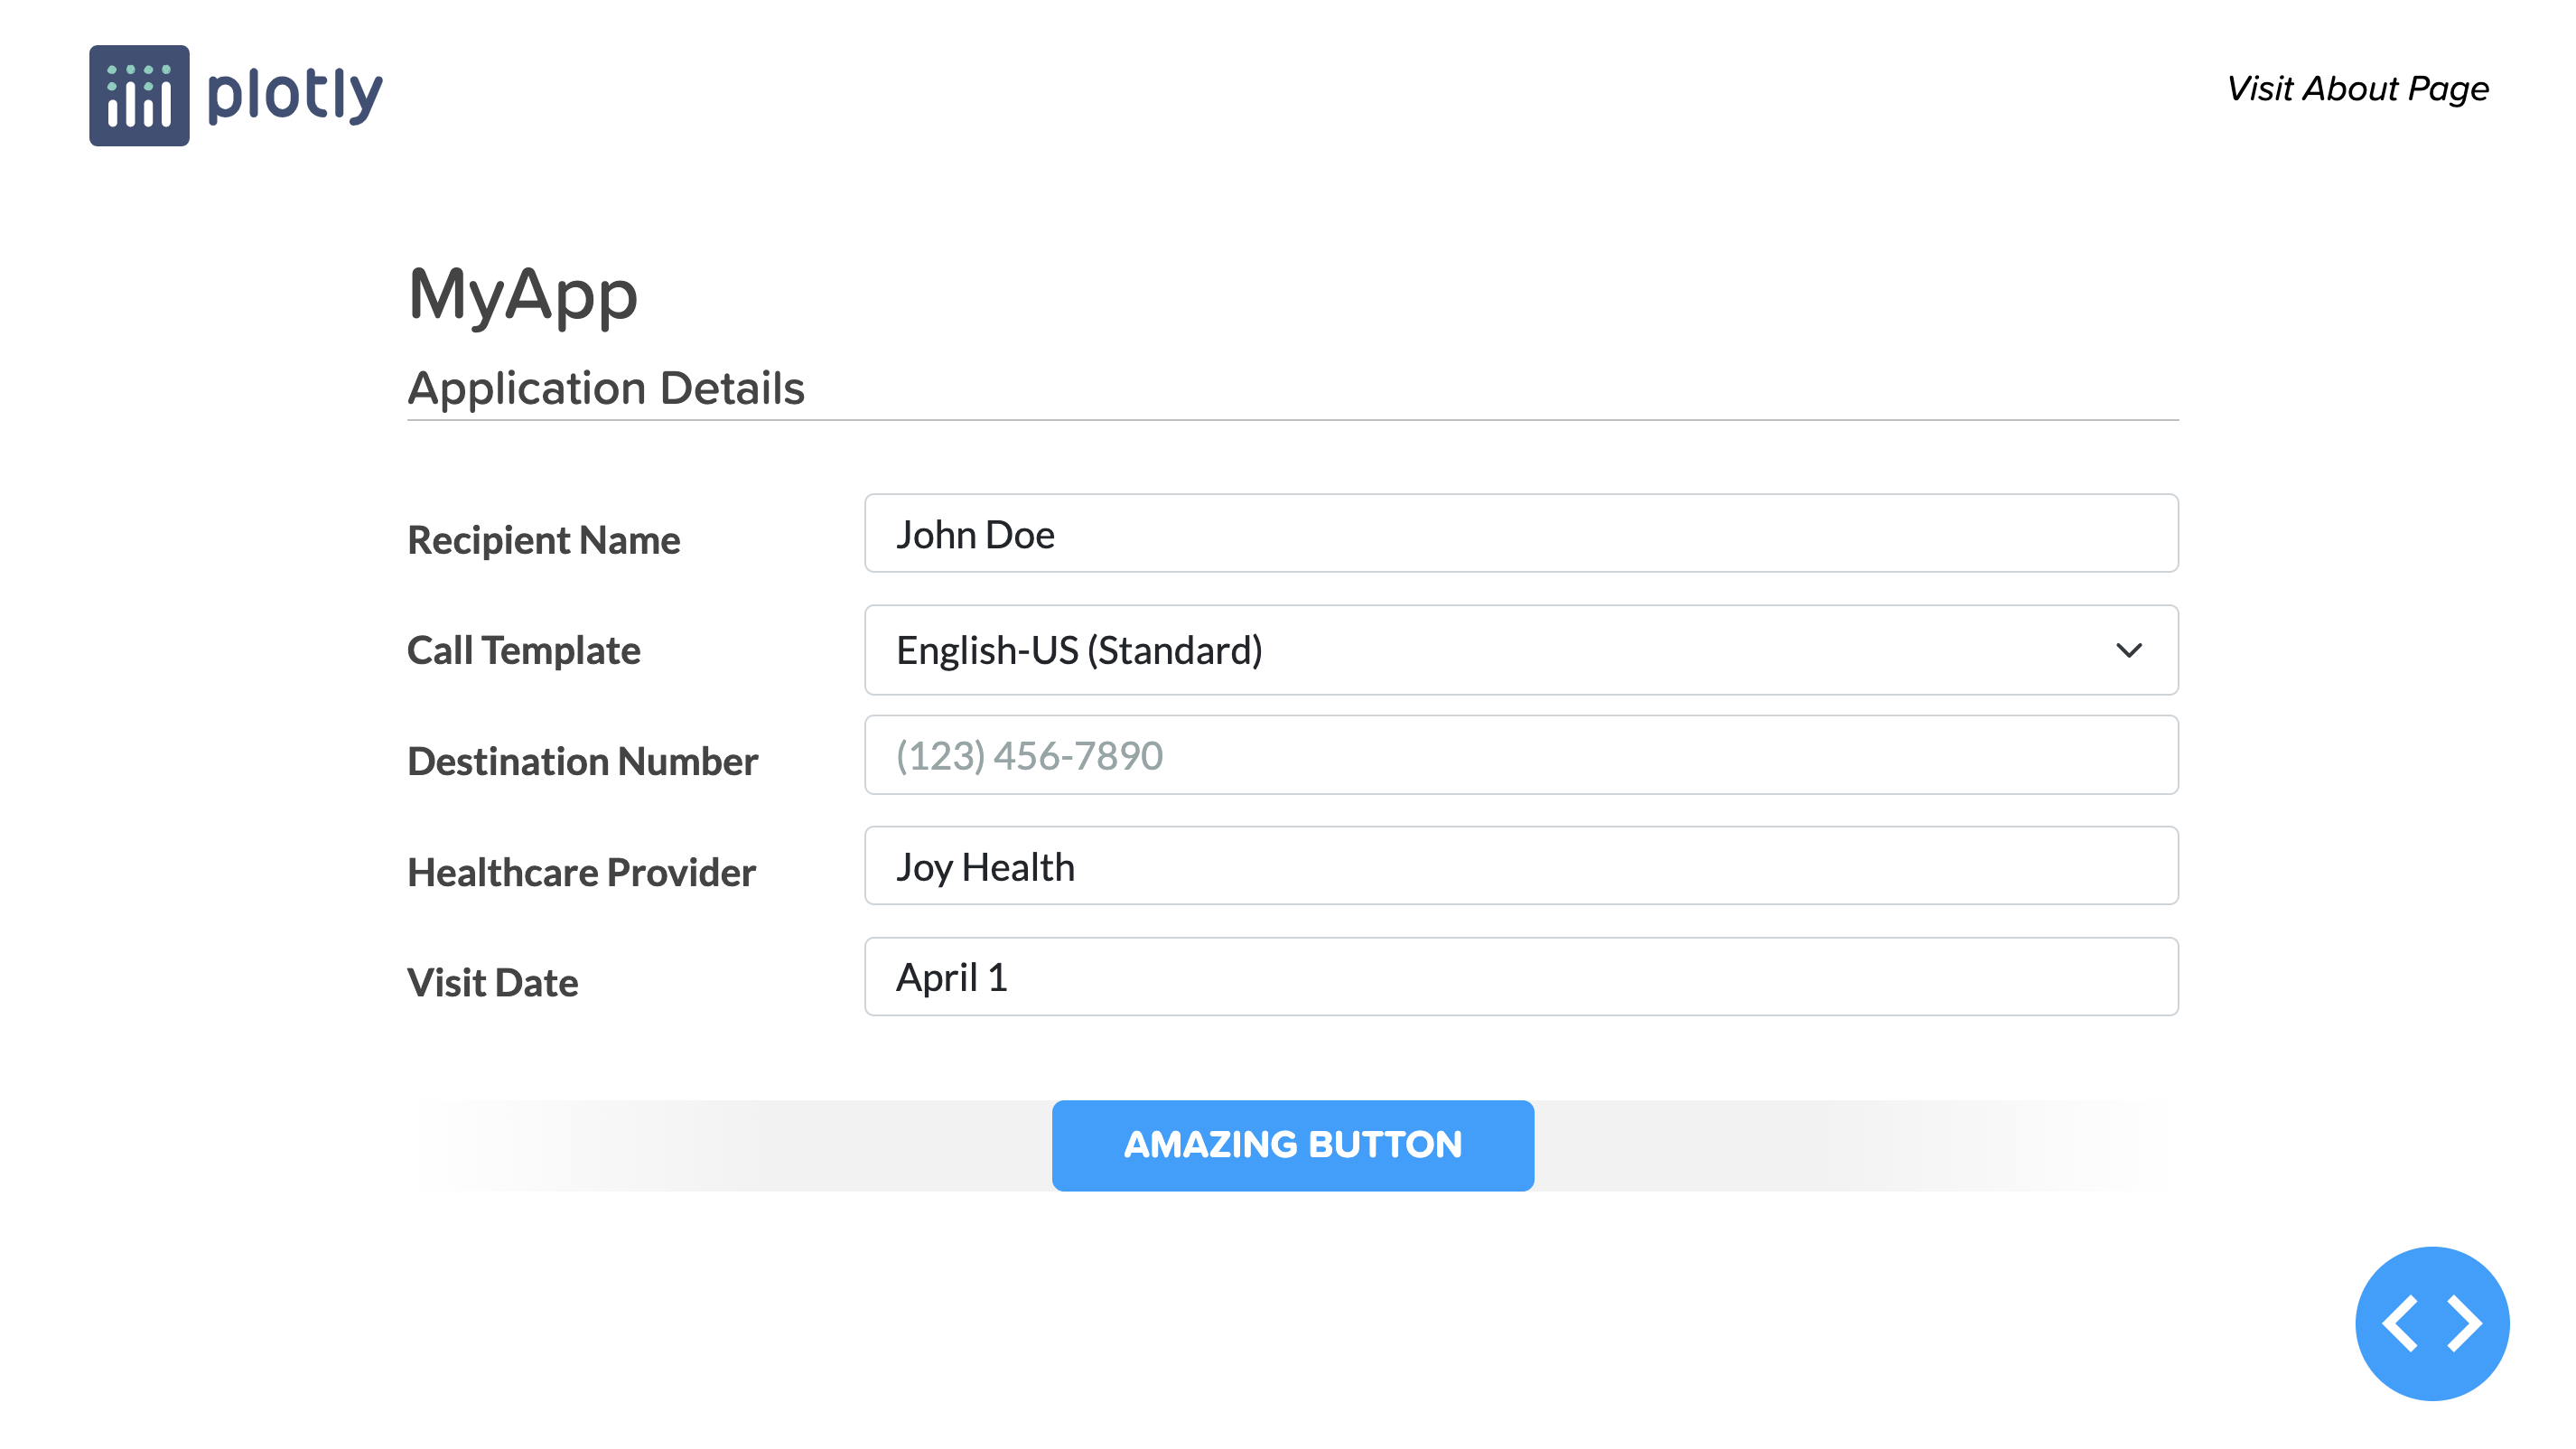 plotly
Visit About Page
MyApp
Application Details
Recipient Name
John Doe
Call Template
English-US (Standard)
Destination Number
(123) 456-7890
Healthcare Provider
Joy Health
Visit Date
April 1
AMAZING BUTTON